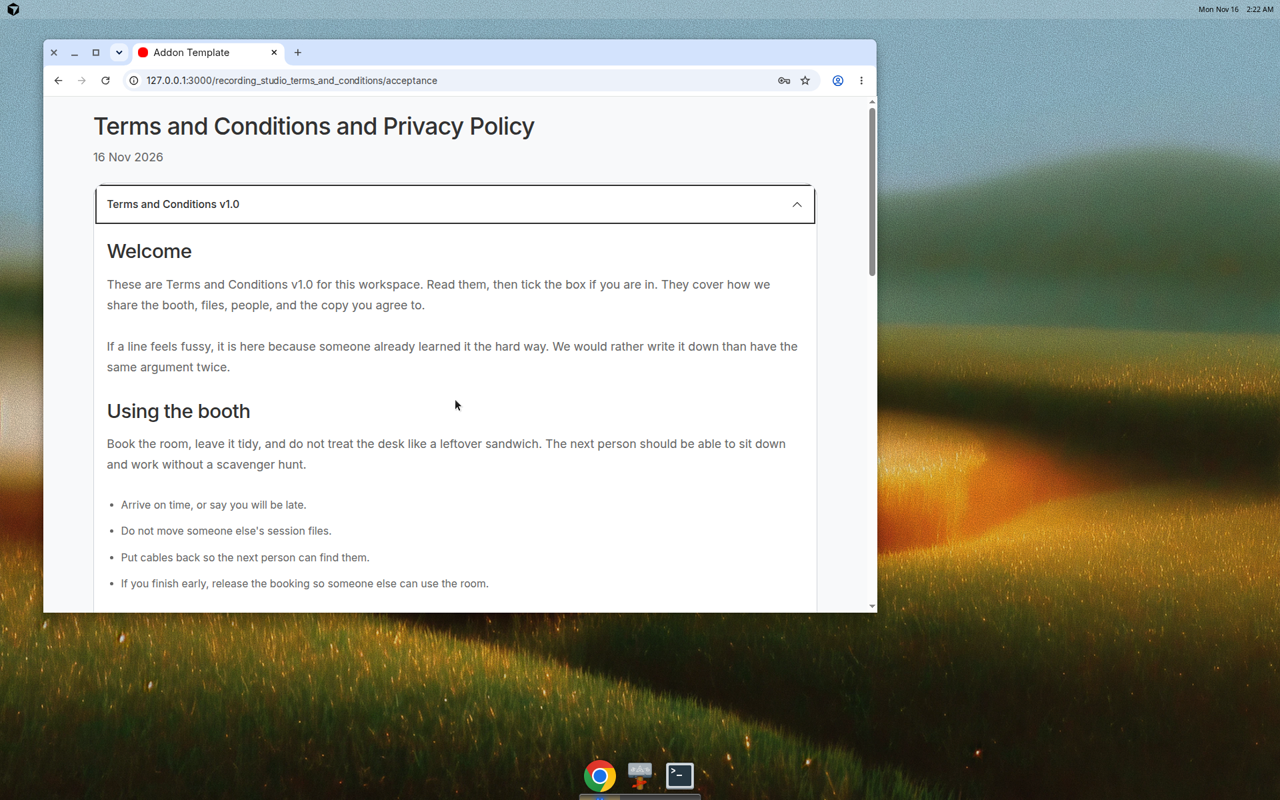 Mon Nov 16 2:22 AM
Addon Template
127.0.0.1:3000/recording_studio_terms_and_conditions/acceptance
Terms and Conditions and Privacy Policy
16 Nov 2026
Terms and Conditions v1.0
Welcome
These are Terms and Conditions v1.0 for this workspace. Read them, then tick the box if you are in. They cover how we
share the booth, files, people, and the copy you agree to.
If a line feels fussy, it is here because someone already learned it the hard way. We would rather write it down than have the
same argument twice.
Using the booth
Book the room, leave it tidy, and do not treat the desk like a leftover sandwich. The next person should be able to sit down
and work without a scavenger hunt.
• Arrive on time, or say you will be late.
• Do not move someone else's session files.
• Put cables back so the next person can find them.
• If you finish early, release the booking so someone else can use the room.